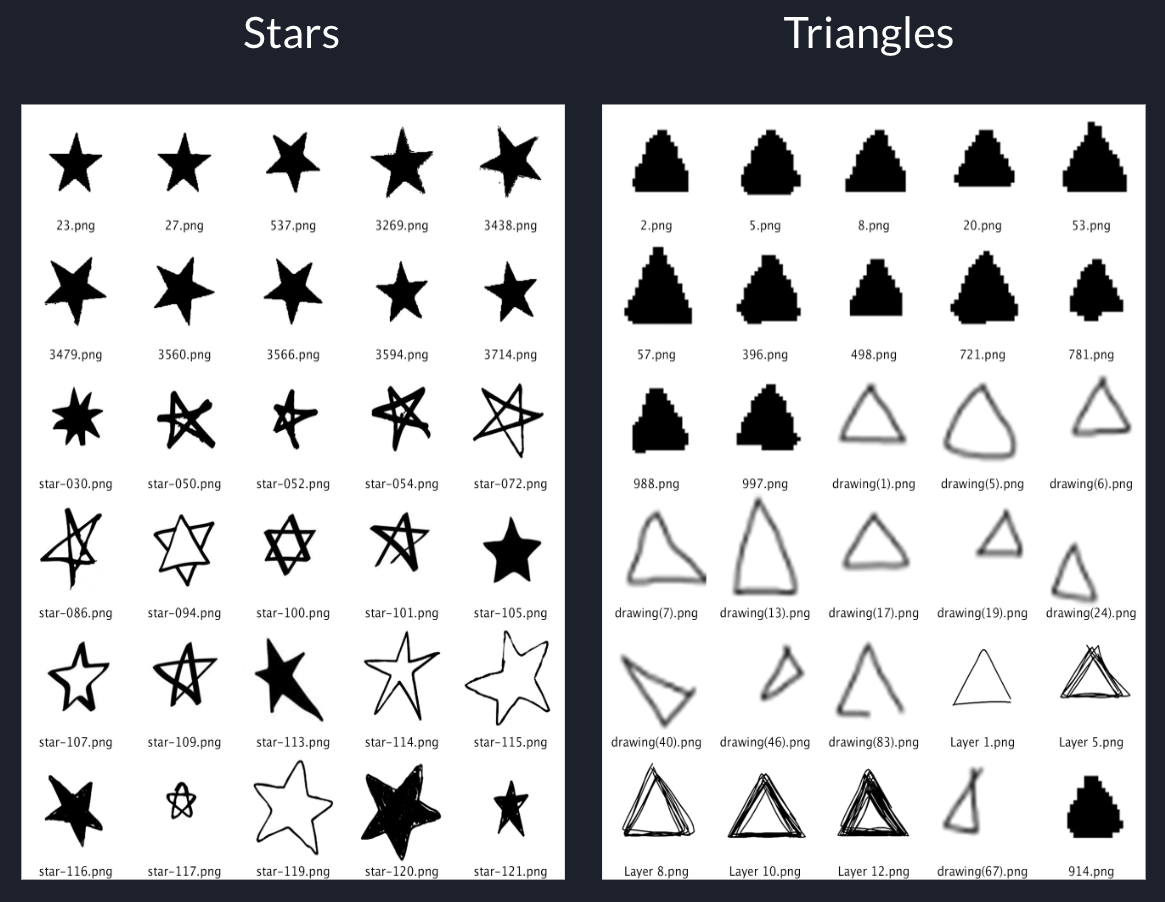 Stars
Triangles
23.png 27.png 537.png 3269.png 3438.png
3479.png 3560.png 3566.png 3594.png 3714.png
star-030.png star-050.png star-052.png star-054.png star-072.png
star-086.png star-094.png star-100.png star-101.png star-105.png
star-107.png star-109.png star-113.png star-114.png star-115.png
star-116.png star-117.png star-119.png star-120.png star-121.png
2.png 5.png 8.png 20.png 53.png
57.png 396.png 498.png 721.png 781.png
988.png 997.png drawing(1).png drawing(5).png drawing(6).png
drawing(7).png drawing(13).png drawing(17).png drawing(19).png drawing(24).png
drawing(40).png drawing(46).png drawing(83).png Layer 1.png Layer 5.png
Layer 8.png Layer 10.png Layer 12.png drawing(67).png 914.png